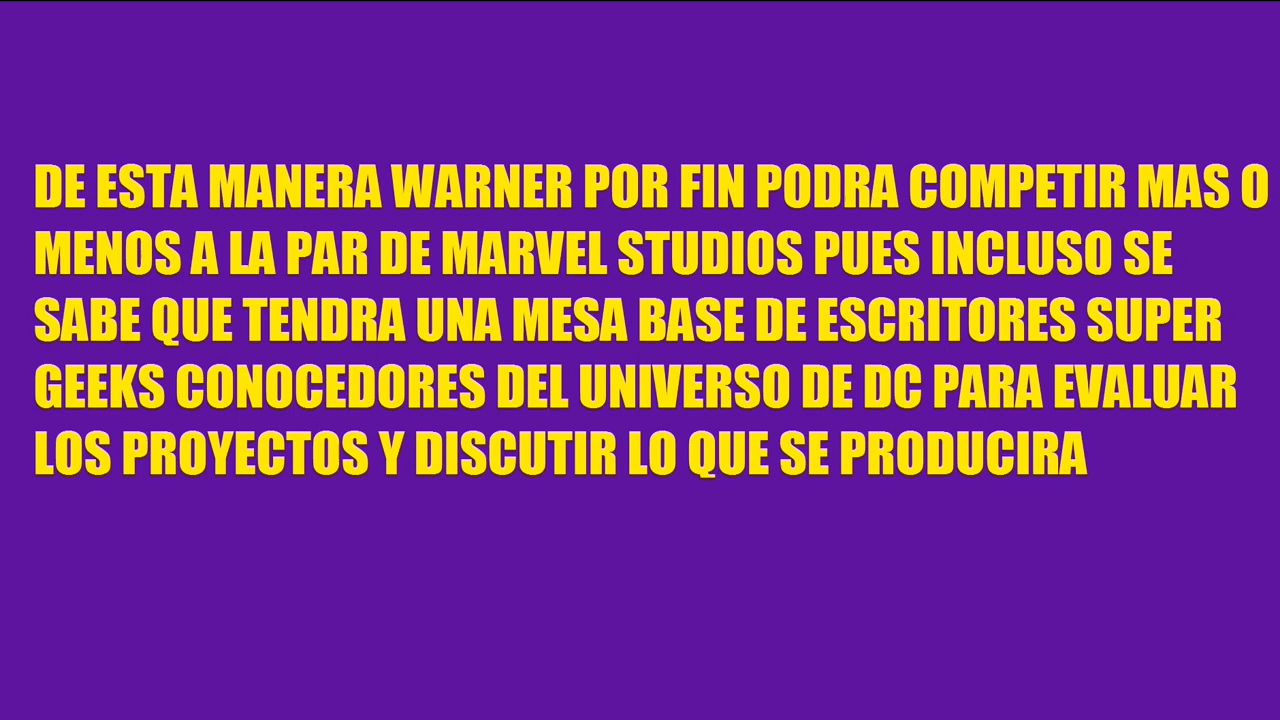 DE ESTA MANERA WARNER POR FIN PODRA COMPETIR MAS O
MENOS A LA PAR DE MARVEL STUDIOS PUES INCLUSO SE
SABE QUE TENDRA UNA MESA BASE DE ESCRITORES SUPER
GEEKS CONOCEDORES DEL UNIVERSO DE DC PARA EVALUAR
LOS PROYECTOS Y DISCUTIR LO QUE SE PRODUCIRA